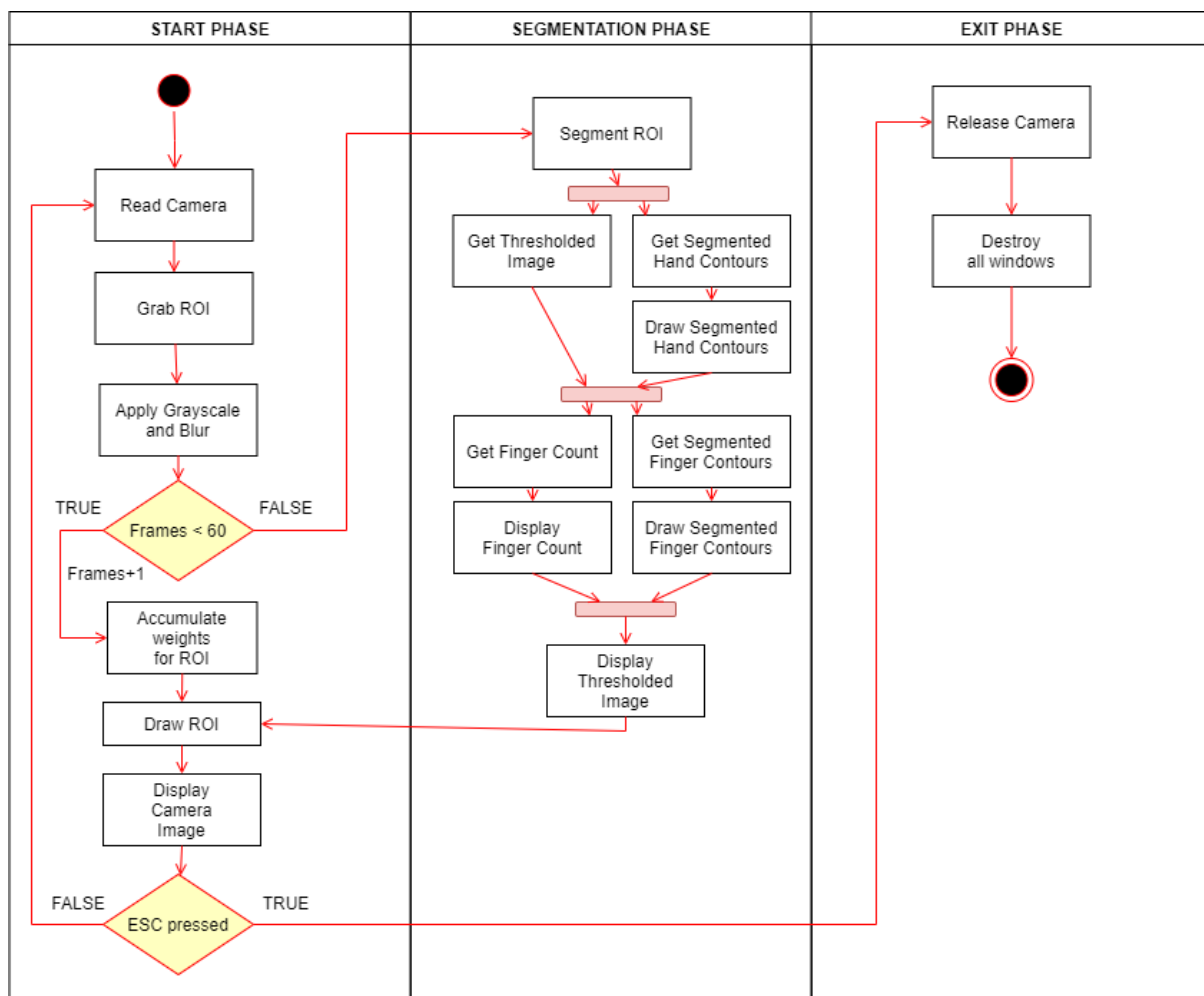 START PHASE
SEGMENTATION PHASE
EXIT PHASE
Read Camera
Grab ROI
Apply Grayscale
and Blur
TRUE
FALSE
Frames < 60
Frames+1
Accumulate
weights
for ROI
Draw ROI
Display
Camera
Image
FALSE
TRUE
ESC pressed
Segment ROI
Get Thresholded
Image
Get Segmented
Hand Contours
Draw Segmented
Hand Contours
Get Finger Count
Get Segmented
Finger Contours
Display
Finger Count
Draw Segmented
Finger Contours
Display
Thresholded
Image
Release Camera
Destroy
all windows